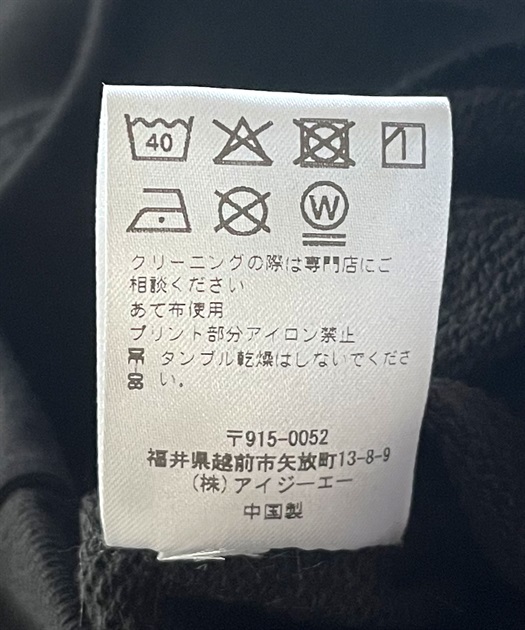 40
W
クリーニングの際は専門店にご
相談ください
あて布使用
プリント部分アイロン禁止
タンブル乾燥はしないでくださ
い。
〒915-0052
福井県越前市矢放町13-8-9
(株)アイジーエー
中国製